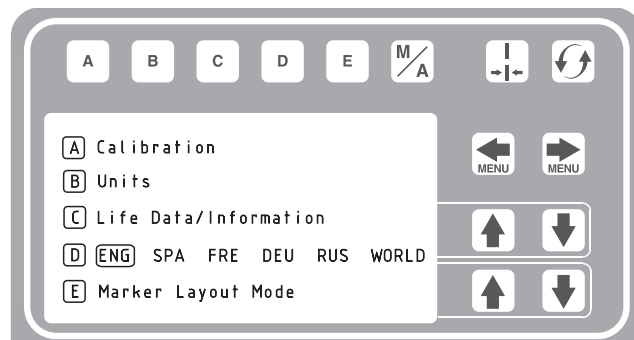 A B C D E M/A
A Calibration
MENU MENU
B Units
C Life Data/Information
D ENG SPA FRE DEU RUS WORLD
E Marker Layout Mode